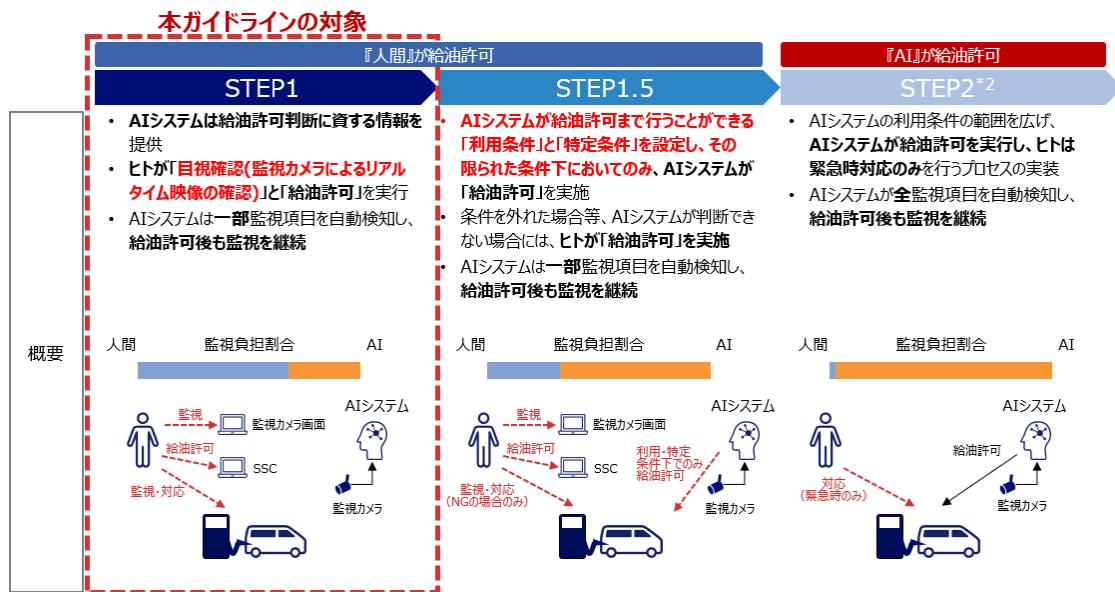 本ガイドラインの対象
『人間』が給油許可
『AI』が給油許可
STEP1
STEP1.5
STEP2*2
概要
• AIシステムは給油許可判断に資する情報を
提供
• ヒトが「目視確認(監視カメラによるリアル
タイム映像の確認)」と「給油許可」を実行
• AIシステムは一部監視項目を自動検知し、
給油許可後も監視を継続
• AIシステムが給油許可まで行うことができる
「利用条件」と「特定条件」を設定し、その
限られた条件下においてのみ、AIシステムが
「給油許可」を実施
• 条件を外れた場合等、AIシステムが判断でき
ない場合には、ヒトが「給油許可」を実施
• AIシステムは一部監視項目を自動検知し、
給油許可後も監視を継続
• AIシステムの利用条件の範囲を広げ、
AIシステムが給油許可を実行し、ヒトは
緊急時対応のみを行うプロセスの実装
• AIシステムが全監視項目を自動検知し、
給油許可後も監視を継続
人間 監視負担割合 AI
監視
監視カメラ画面
給油許可
SSC
監視・対応
AIシステム
監視カメラ
人間 監視負担割合 AI
監視
監視カメラ画面
給油許可
SSC
監視・対応
(NGの場合のみ)
AIシステム
利用・特定
条件下でのみ
給油許可
監視カメラ
人間 監視負担割合 AI
AIシステム
給油許可
対応
(緊急時のみ)
監視カメラ